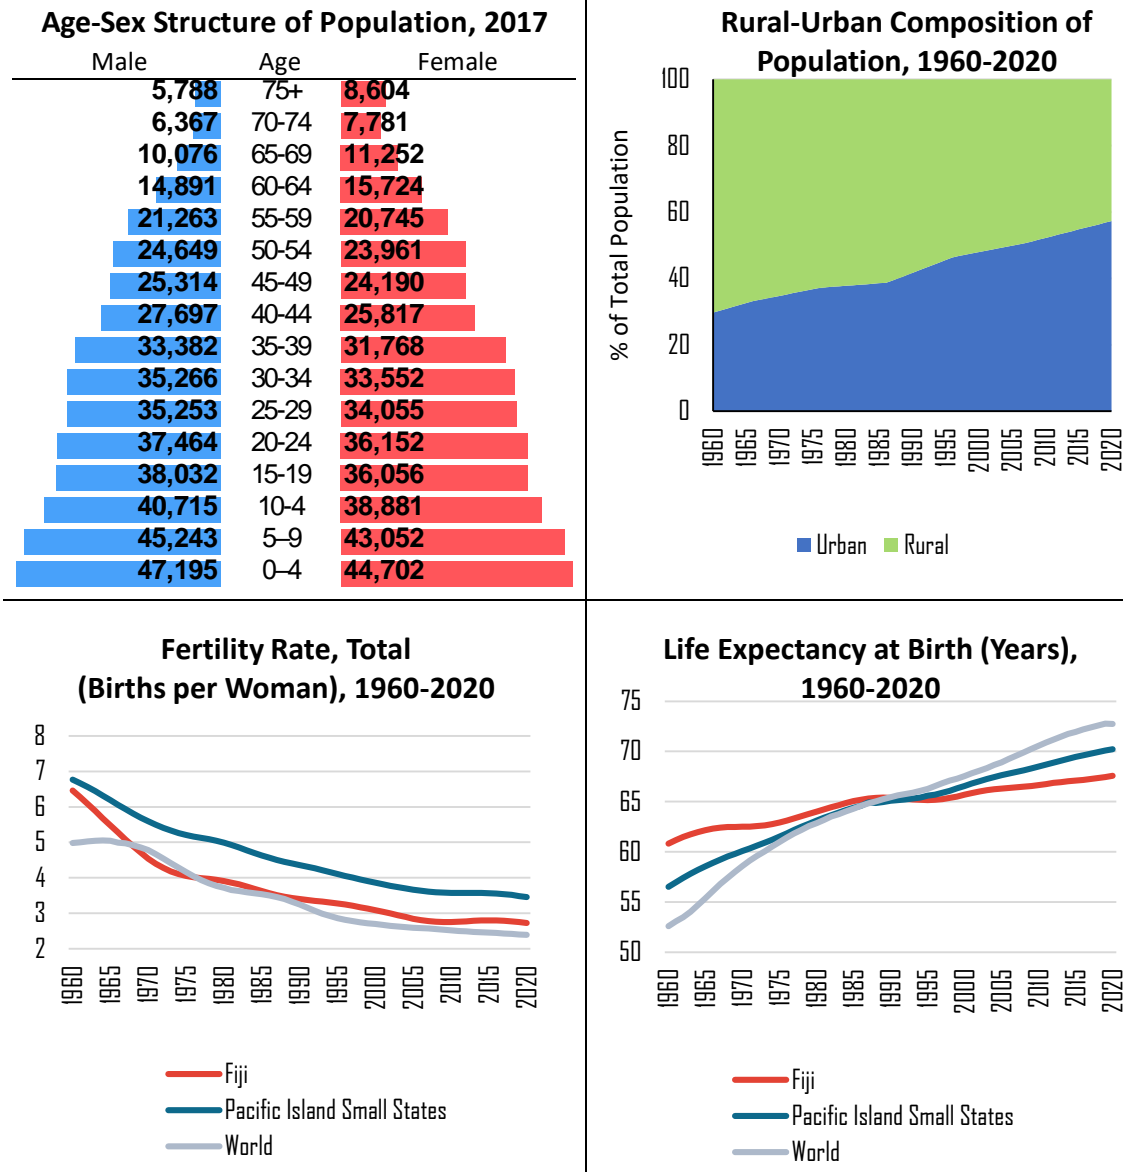 Age-Sex Structure of Population, 2017
Male Age Female
5,788 75+ 8,604
6,367 70-74 7,781
10,076 65-69 11,252
14,891 60-64 15,724
21,263 55-59 20,745
24,649 50-54 23,961
25,314 45-49 24,190
27,697 40-44 25,817
33,382 35-39 31,768
35,266 30-34 33,552
35,253 25-29 34,055
37,464 20-24 36,152
38,032 15-19 36,056
40,715 10-4 38,881
45,243 5–9 43,052
47,195 0–4 44,702
Rural-Urban Composition of
Population, 1960-2020
% of Total Population
100
80
60
40
20
0
1960 1965 1970 1975 1980 1985 1990 1995 2000 2005 2010 2015 2020
Urban Rural
Fertility Rate, Total
(Births per Woman), 1960-2020
8
7
6
5
4
3
2
1960 1965 1970 1975 1980 1985 1990 1995 2000 2005 2010 2015 2020
Fiji
Pacific Island Small States
World
Life Expectancy at Birth (Years),
1960-2020
75
70
65
60
55
50
1960 1965 1970 1975 1980 1985 1990 1995 2000 2005 2010 2015 2020
Fiji
Pacific Island Small States
World